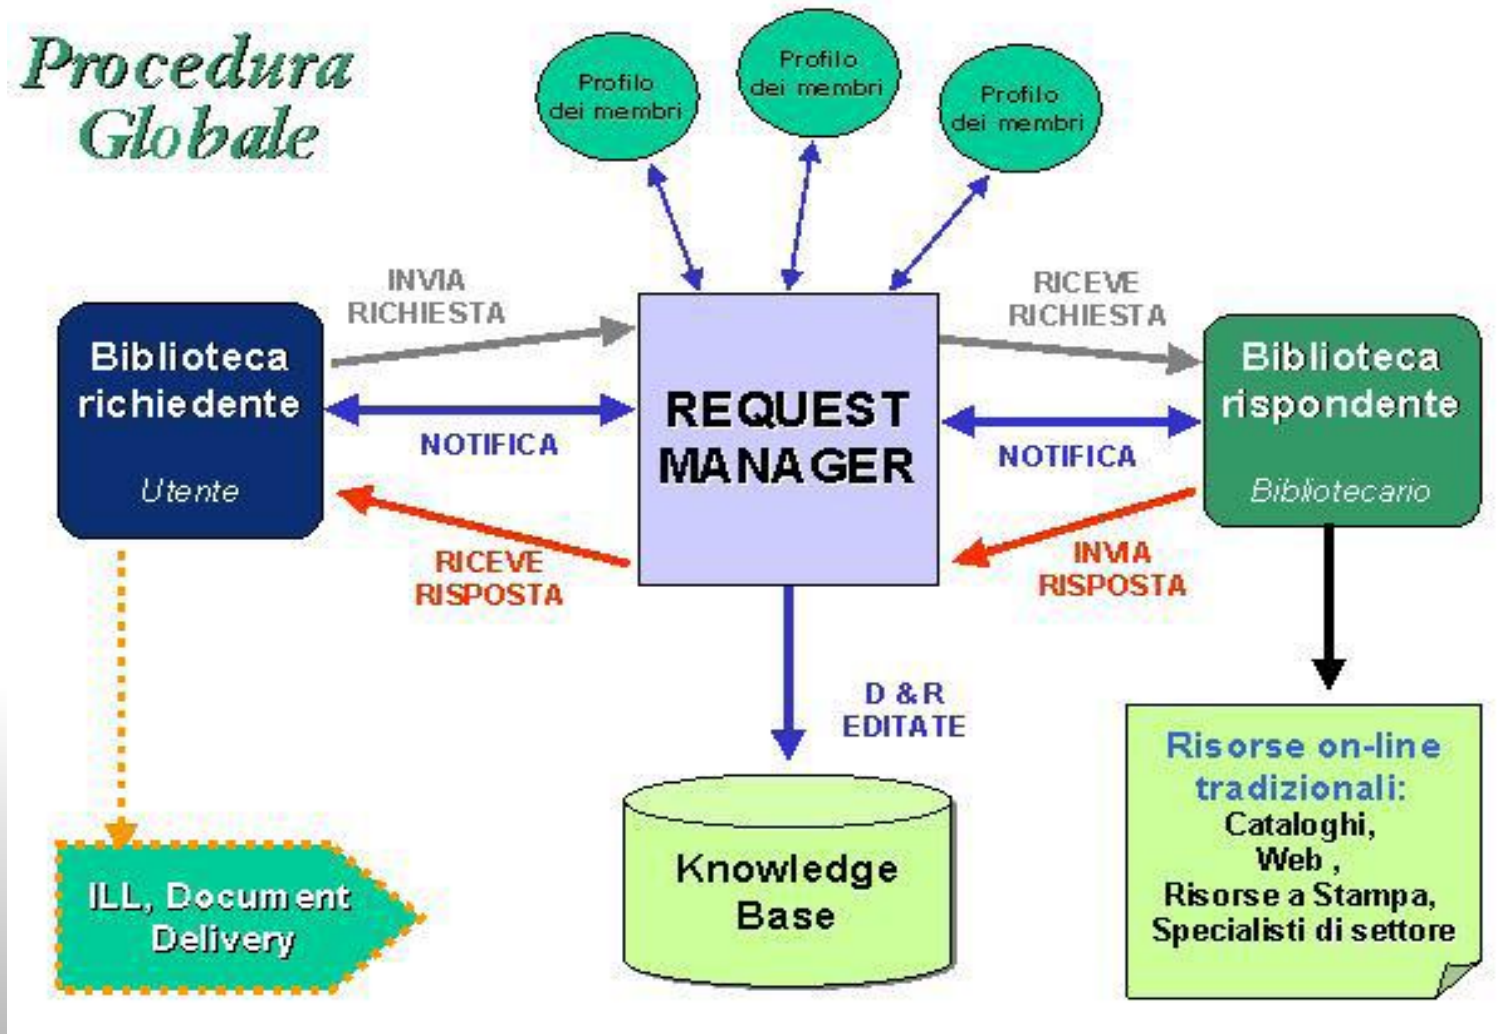 Procedura
Globale
Profilo
dei membri
Profilo
dei membri
Profilo
dei membri
INVIA
RICHIESTA
RICEVE
RICHIESTA
Biblioteca
richiedente
Utente
NOTIFICA
REQUEST
MANAGER
NOTIFICA
Biblioteca
rispondente
Bibliotecario
RICEVE
RISPOSTA
INVIA
RISPOSTA
D & R
EDITATE
ILL, Document
Delivery
Knowledge
Base
Risorse on-line
tradizionali:
Cataloghi,
Web ,
Risorse a Stampa,
Specialisti di settore